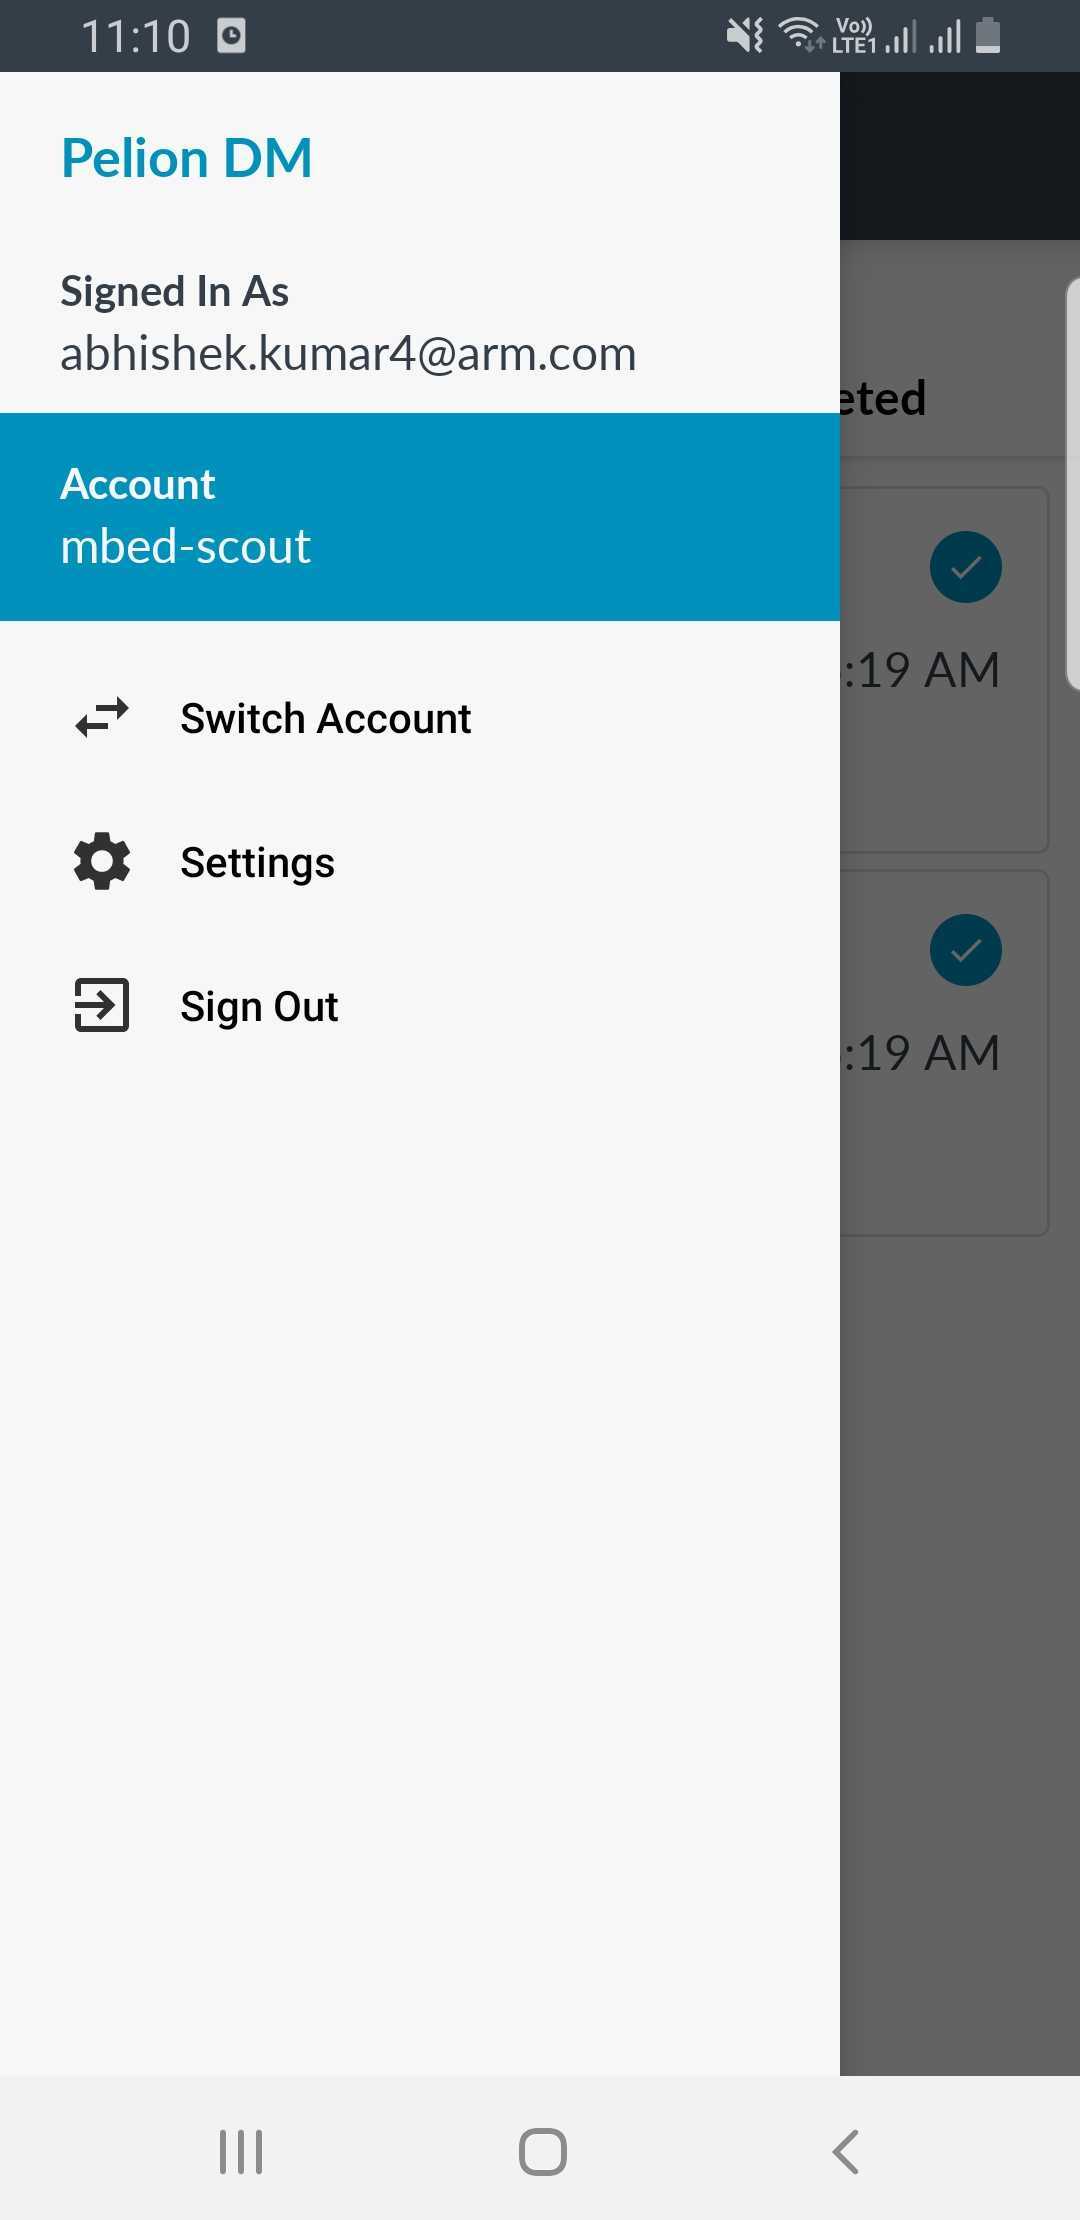 11:10
Vo))
LTE1
Pelion DM
Signed In As
abhishek.kumar4@arm.com
eted
Account
mbed-scout
:19 AM
Switch Account
Settings
Sign Out
:19 AM